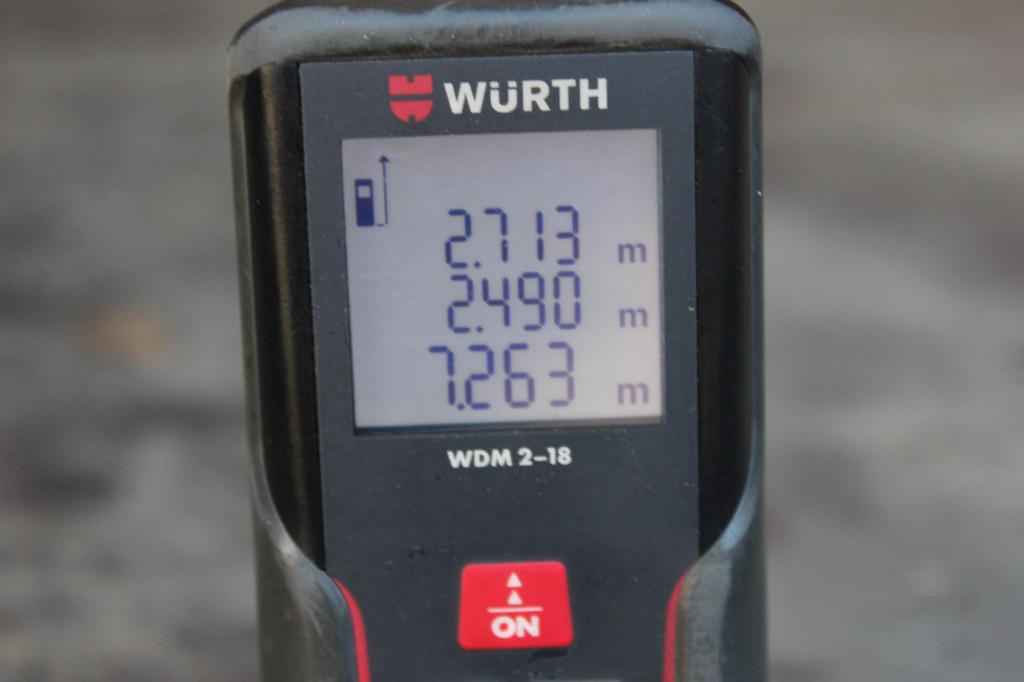 WÜRTH
2.713 m
2.490 m
7.263 m
WDM 2-18
ON